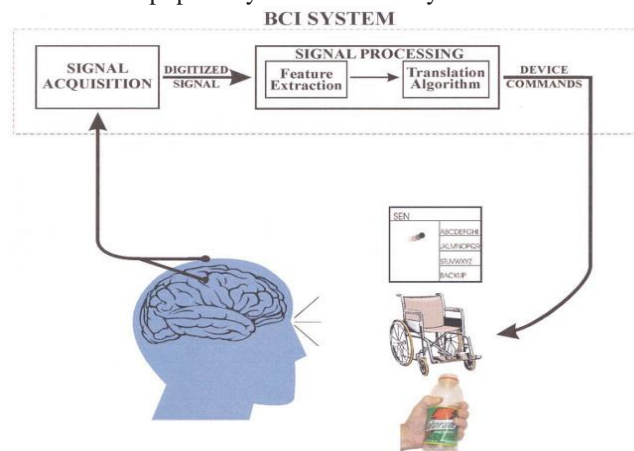 BCI SYSTEM
SIGNAL
ACQUISITION
DIGITIZED
SIGNAL
SIGNAL PROCESSING
Feature
Extraction
Translation
Algorithm
DEVICE
COMMANDS
SEN
ABCDEFGHI
JKLMNOPQR
STUVWXYZ
BACKUP